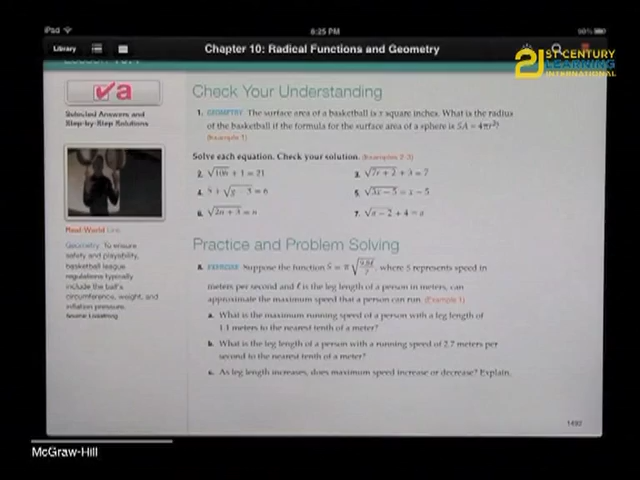 iPad
8:25 PM
90%
Library
Chapter 10: Radical Functions and Geometry
21ST CENTURY
LEARNING
INTERNATIONAL
a
Selected Answers and
Step-by-Step Solutions
Real-World Link
Geometry To ensure
safety and playability,
basketball league
regulations typically
include the ball's
circumference, weight, and
inflation pressure.
Check Your Understanding
1. GEOMETRY The surface area of a basketball is x square inches. What is the radius
of the basketball if the formula for the surface area of a sphere is SA = 4πr²?
(Example 1)
Solve each equation. Check your solution. (Examples 2-3)
2. √10h + 1 = 21
3. √7r + 2 + 3 = 7
5. √3x − 5 = x − 5
6. √2n + 3 = n
7. √a − 2 + 4 = a
Practice and Problem Solving
8. EXERCISE Suppose the function S = π √9.8ℓ/7, where S represents speed in
meters per second and ℓ is the leg length of a person in meters, can
approximate the maximum speed that a person can run. (Example 1)
a. What is the maximum running speed of a person with a leg length of
1.1 meters to the nearest tenth of a meter?
b. What is the leg length of a person with a running speed of 2.7 meters per
second to the nearest tenth of a meter?
c. As leg length increases, does maximum speed increase or decrease? Explain.
McGraw-Hill